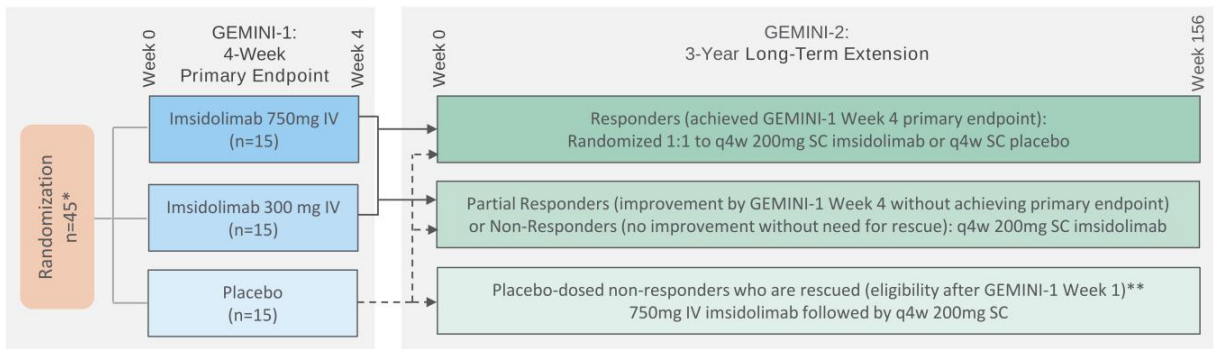 Week 0
GEMINI-1:
4-Week
Primary Endpoint
Week 4
Week 0
GEMINI-2:
3-Year Long-Term Extension
Week 156
Randomization
n=45*
Imsidolimab 750mg IV
(n=15)
Imsidolimab 300 mg IV
(n=15)
Placebo
(n=15)
Responders (achieved GEMINI-1 Week 4 primary endpoint):
Randomized 1:1 to q4w 200mg SC imsidolimab or q4w SC placebo
Partial Responders (improvement by GEMINI-1 Week 4 without achieving primary endpoint)
or Non-Responders (no improvement without need for rescue): q4w 200mg SC imsidolimab
Placebo-dosed non-responders who are rescued (eligibility after GEMINI-1 Week 1)**
750mg IV imsidolimab followed by q4w 200mg SC